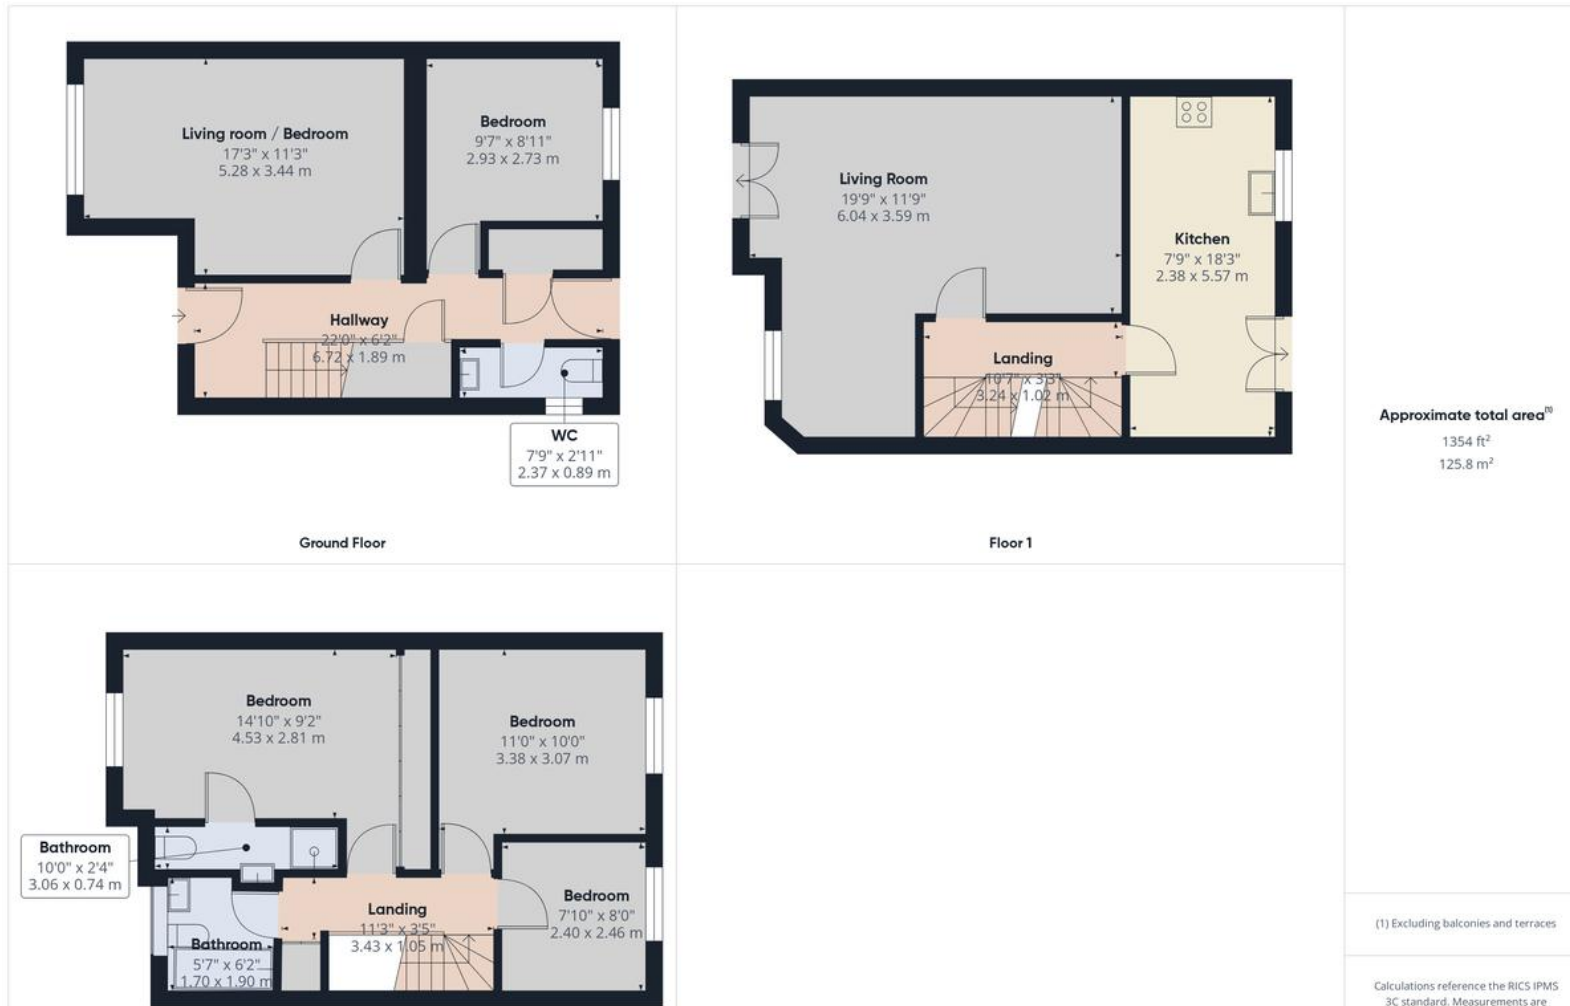 Living room / Bedroom
17'3" x 11'3"
5.28 x 3.44 m
Bedroom
9'7" x 8'11"
2.93 x 2.73 m
Hallway
22'0" x 6'2"
6.72 x 1.89 m
WC
7'9" x 2'11"
2.37 x 0.89 m
Ground Floor
Living Room
19'9" x 11'9"
6.04 x 3.59 m
Kitchen
7'9" x 18'3"
2.38 x 5.57 m
Landing
10'7" x 3'3"
3.24 x 1.02 m
Floor 1
Approximate total area(1)
1354 ft²
125.8 m²
Bedroom
14'10" x 9'2"
4.53 x 2.81 m
Bedroom
11'0" x 10'0"
3.38 x 3.07 m
Bathroom
10'0" x 2'4"
3.06 x 0.74 m
Landing
11'3" x 3'5"
3.43 x 1.05 m
Bedroom
7'10" x 8'0"
2.40 x 2.46 m
Bathroom
5'7" x 6'2"
1.70 x 1.90 m
(1) Excluding balconies and terraces
Calculations reference the RICS IPMS
3C standard. Measurements are